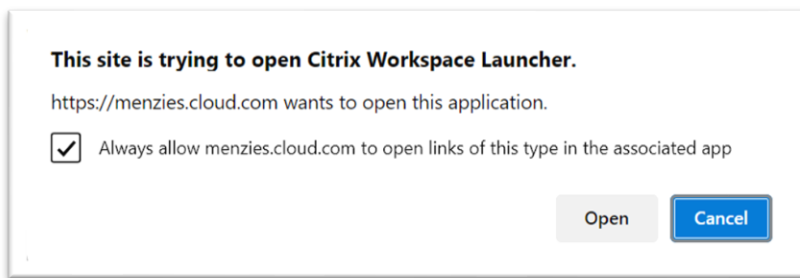 This site is trying to open Citrix Workspace Launcher.
https://menzies.cloud.com wants to open this application.
Always allow menzies.cloud.com to open links of this type in the associated app
Open Cancel